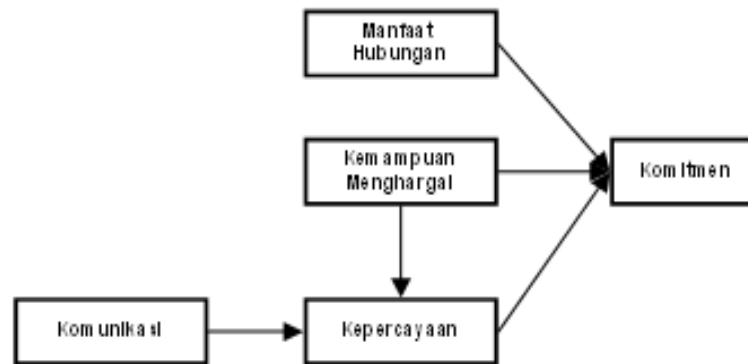 Manfaat
Hubungan
Kemampuan
Menghargai
Komitmen
Komunikasi
Kepercayaan